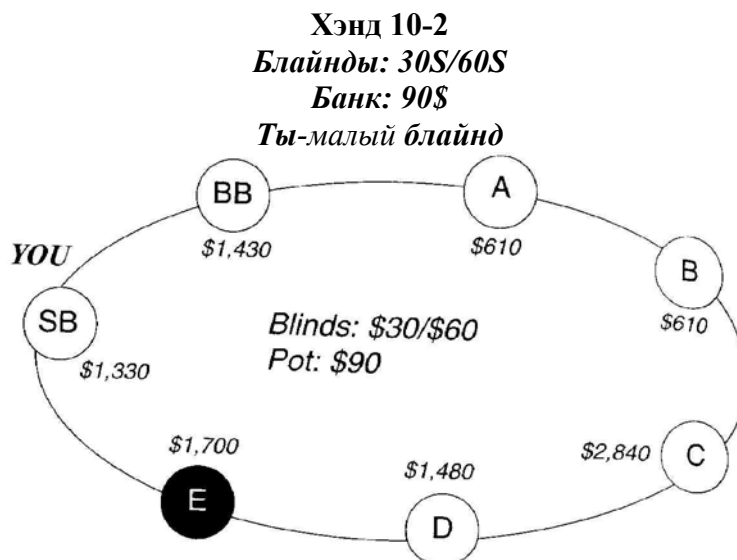 Хэнд 10-2
Блайнды: 30S/60S
Банк: 90$
Ты-малый блайнд
BB
A
$1,430
$610
YOU
B
SB
Blinds: $30/$60
$610
Pot: $90
$1,330
$1,700
$1,480
$2,840
C
E
D